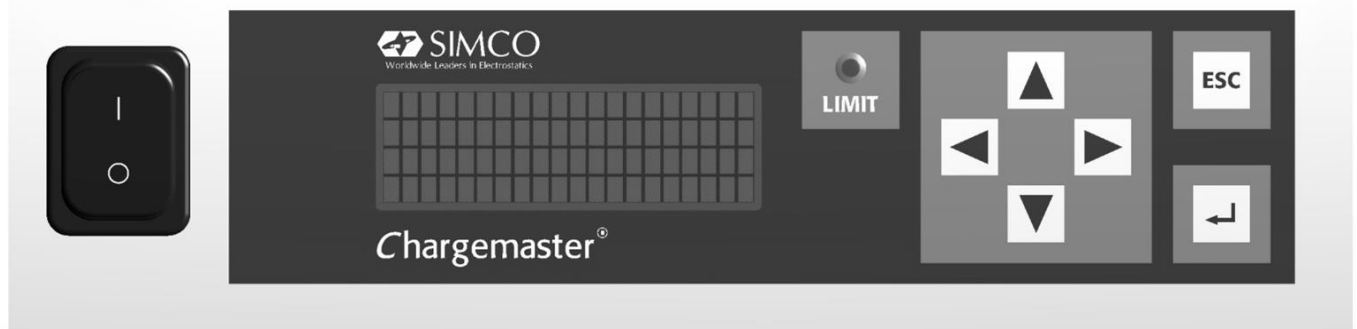 SIMCO
Worldwide Leaders in Electrostatics
LIMIT
ESC
Chargemaster®